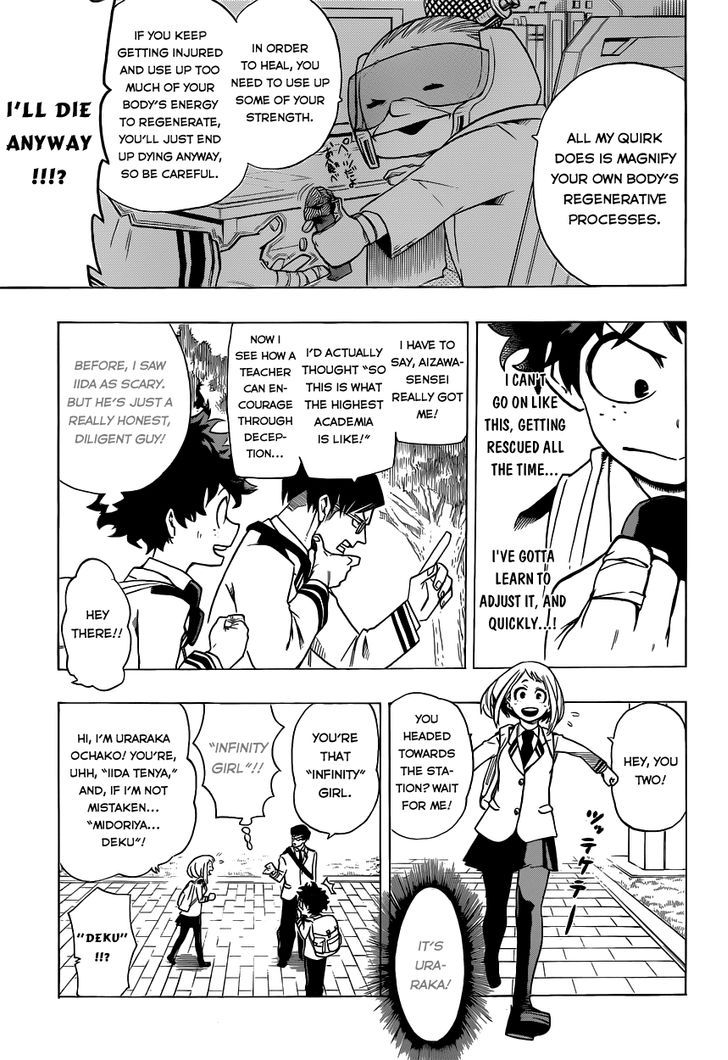 ALL MY QUIRK
DOES IS MAGNIFY
YOUR OWN BODY'S
REGENERATIVE
PROCESSES.
IN ORDER
TO HEAL, YOU
NEED TO USE UP
SOME OF YOUR
STRENGTH.
IF YOU KEEP
GETTING INJURED
AND USE UP TOO
MUCH OF YOUR
BODY'S ENERGY
TO REGENERATE,
YOU'LL JUST END
UP DYING ANYWAY,
SO BE CAREFUL.
I'LL DIE
ANYWAY
!!!?
I CAN'T
GO ON LIKE
THIS, GETTING
RESCUED ALL
THE TIME...
I'VE GOTTA
LEARN TO
ADJUST IT, AND
QUICKLY...!
I HAVE TO
SAY, AIZAWA-
SENSEI
REALLY GOT
ME!
I'D ACTUALLY
THOUGHT "SO
THIS IS WHAT
THE HIGHEST
ACADEMIA
IS LIKE!"
NOW I
SEE HOW A
TEACHER
CAN EN-
COURAGE
THROUGH
DECEP-
TION...
BEFORE, I SAW
IIDA AS SCARY.
BUT HE'S JUST A
REALLY HONEST,
DILIGENT GUY!
HEY
THERE!!
HEY, YOU
TWO!
YOU
HEADED
TOWARDS
THE STA-
TION? WAIT
FOR ME!
ッテケテー
IT'S
URA-
RAKA!
YOU'RE
THAT
"INFINITY"
GIRL.
"INFINITY
GIRL"!!
HI, I'M URARAKA
OCHAKO! YOU'RE,
UHH, "IIDA TENYA,"
AND, IF I'M NOT
MISTAKEN...
"MIDORIYA...
DEKU"!
"DEKU"
!!?